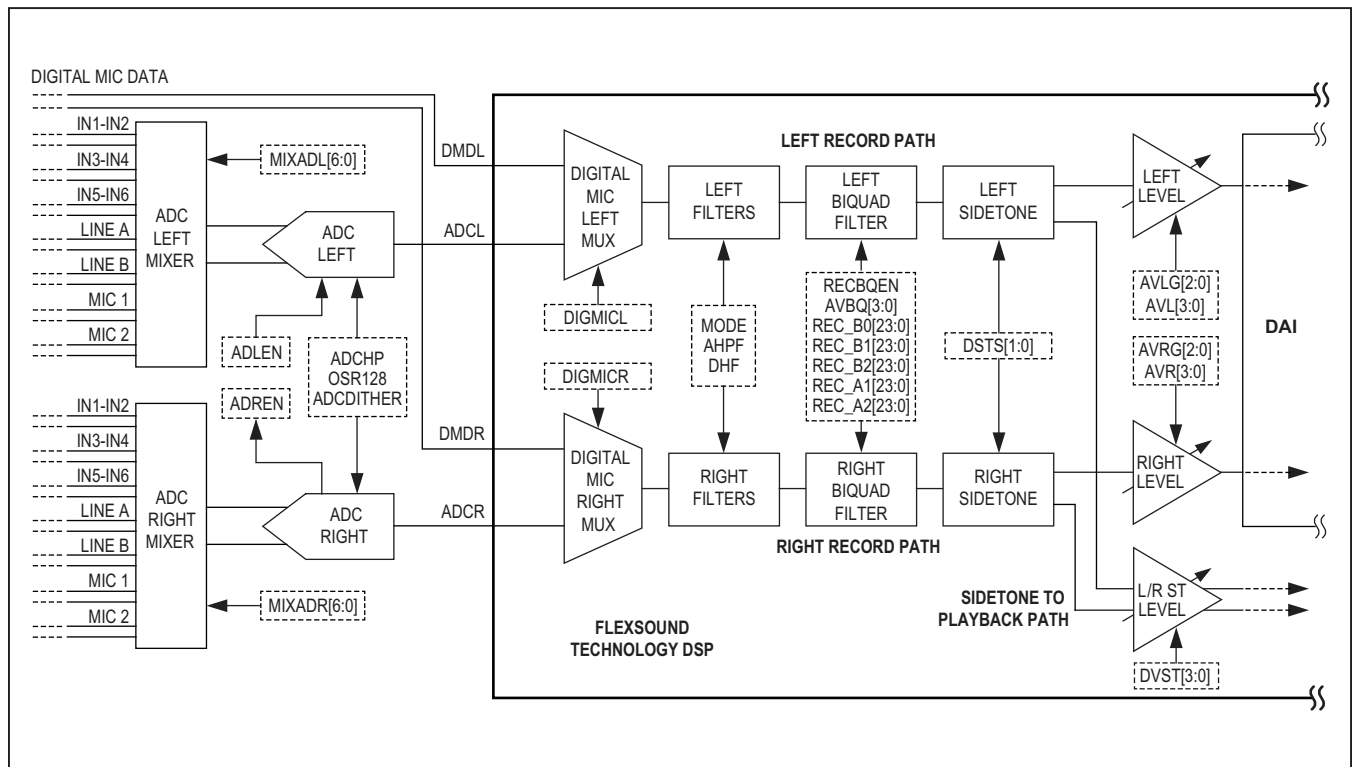 DIGITAL MIC DATA
IN1-IN2
IN3-IN4
IN5-IN6
LINE A
LINE B
MIC 1
MIC 2
ADC
LEFT
MIXER
MIXADL[6:0]
ADC
LEFT
ADLEN
ADCHP
OSR128
ADCDITHER
ADREN
IN1-IN2
IN3-IN4
IN5-IN6
LINE A
LINE B
MIC 1
MIC 2
ADC
RIGHT
MIXER
ADC
RIGHT
MIXADR[6:0]
DMDL
ADCL
DMDR
ADCR
DIGITAL
MIC
LEFT
MUX
DIGMICL
DIGMICR
DIGITAL
MIC
RIGHT
MUX
LEFT RECORD PATH
LEFT
FILTERS
LEFT
BIQUAD
FILTER
LEFT
SIDETONE
LEFT
LEVEL
MODE
AHPF
DHF
RECBQEN
AVBQ[3:0]
REC_B0[23:0]
REC_B1[23:0]
REC_B2[23:0]
REC_A1[23:0]
REC_A2[23:0]
DSTS[1:0]
AVLG[2:0]
AVL[3:0]
AVRG[2:0]
AVR[3:0]
DAI
RIGHT
FILTERS
RIGHT
BIQUAD
FILTER
RIGHT
SIDETONE
RIGHT
LEVEL
RIGHT RECORD PATH
SIDETONE TO
PLAYBACK PATH
L/R ST
LEVEL
DVST[3:0]
FLEXSOUND
TECHNOLOGY DSP